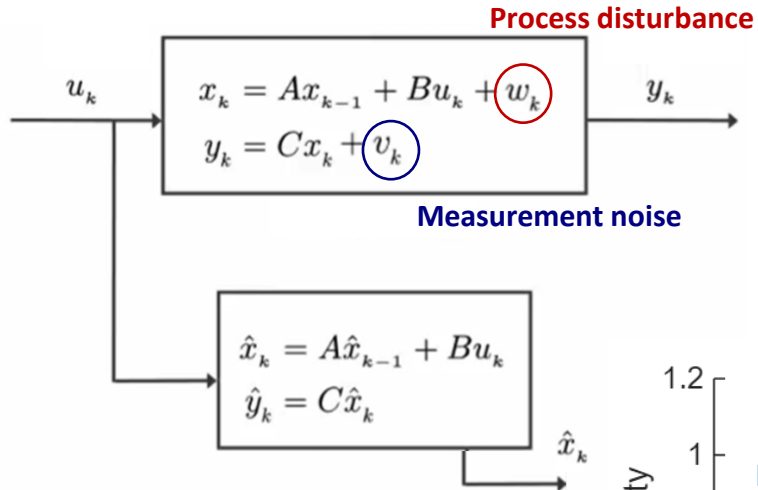 Process disturbance
u_k
x_k = Ax_{k-1} + Bu_k + w_k
y_k
y_k = Cx_k + v_k
Measurement noise
x̂_k = Ax̂_{k-1} + Bu_k
ŷ_k = Cx̂_k
1.2
x̂_k
1
ty